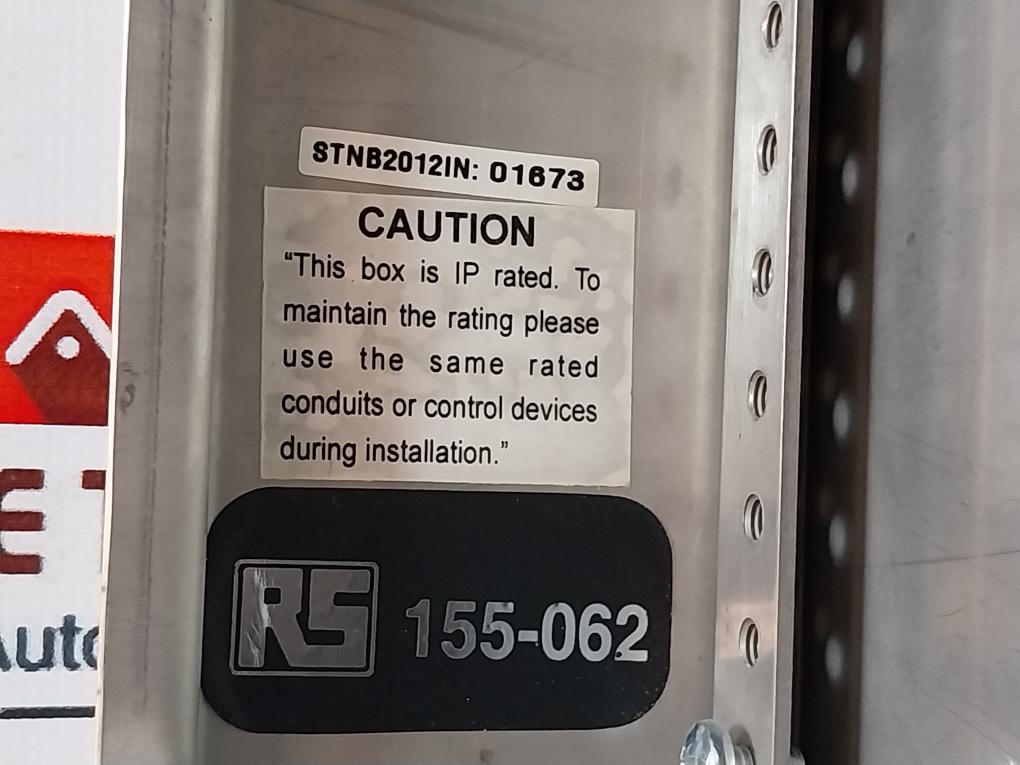 STNB2012IN: 01673
CAUTION
“This box is IP rated. To
maintain the rating please
use the same rated
conduits or control devices
during installation.”
RS 155-062